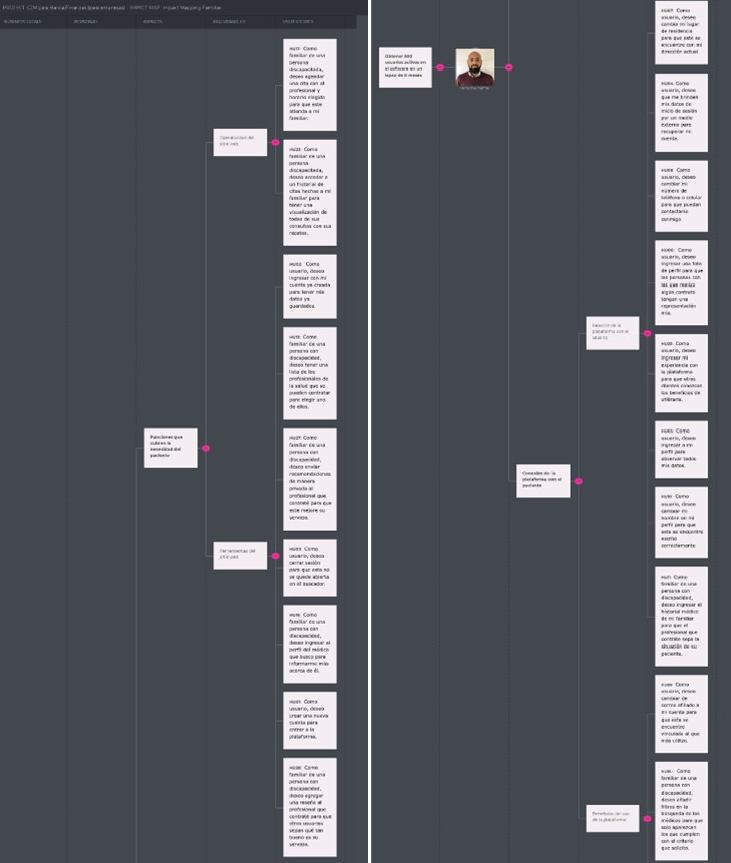 IMPACT MAP Impact Mapping Familiar
BUSINESS GOALS
PERSONAS
IMPACTS
DELIVERABLES
USER STORIES
Como
familiar de una
persona
discapacitada,
deseo agendar
una cita con el
profesional y
horario elegido
para que este
atienda a mi
familiar.
Operaciones del
sitio web
Como
familiar de una
persona
discapacitada,
deseo acceder a
un historial de
citas hechas a mi
familiar para
tener una
visualización de
todas de sus
consultas con sus
recetas.
Como
usuario, deseo
ingresar con mi
cuenta ya creada
para tener mis
datos ya
guardados.
Como
familiar de una
persona con
discapacidad,
deseo tener una
lista de los
profesionales de
la salud que se
pueden contratar
para elegir uno
de ellos.
Funciones que
cubren la
necesidad del
paciente
Como
familiar de una
persona con
discapacidad,
deseo enviar
recomendaciones
de manera
privada al
profesional que
contraté para que
este mejore su
servicio.
Herramientas del
sitio web
Como
usuario, deseo
cerrar sesión
para que esta no
se quede abierta
en el buscador.
Como
familiar de una
persona con
discapacidad,
deseo ingresar al
perfil del médico
que busco para
informarme más
acerca de él.
Como
usuario, deseo
crear una nueva
cuenta para
entrar a la
plataforma.
Como
familiar de una
persona con
discapacidad,
deseo agregar
una reseña al
profesional que
contraté para que
otros usuarios
sepan qué tan
bueno es su
servicio.
Obtener 500
usuarios activos en
el software en un
lapso de 6 meses
Como
usuario, deseo
cambie mi lugar
de residencia
para que este se
encuentre con mi
dirección actual
Como
usuario, deseo
que me brinden
mis datos de
inicio de sesión
por un medio
externo para
recuperar mi
cuenta.
Como
usuario, deseo
cambiar mi
número de
teléfono o celular
para que puedan
contactarse
conmigo
Como
usuario, deseo
ingresar una foto
de perfil para que
las personas con
las que realiza
algún contrato
tengan una
representación
mía.
Relación de la
plataforma con el
usuario
Como
usuario, deseo
ingresar mi
experiencia con
la plataforma
para que otros
clientes conozcan
los beneficios de
utilizarla.
Como
usuario, deseo
ingresar a mi
perfil para
observar todos
mis datos.
Conexión de la
plataforma con el
paciente
Como
usuario, deseo
cambiar mi
nombre en mi
perfil para que
este se encuentre
escrito
correctamente
Como
familiar de una
persona con
discapacidad,
deseo ingresar el
historial médico
de mi familiar
para que el
profesional que
contrate sepa la
situación de su
paciente.
Como
usuario, deseo
cambiar de
correo afiliado a
mi cuenta para
que esta se
encuentre
vinculada al que
más utilizo.
Beneficios del uso
de la plataforma
Como
familiar de una
persona con
discapacidad,
deseo añadir
filtros en la
búsqueda de los
médicos para que
solo aparezcan
los que cumplen
con el criterio
que solicito.